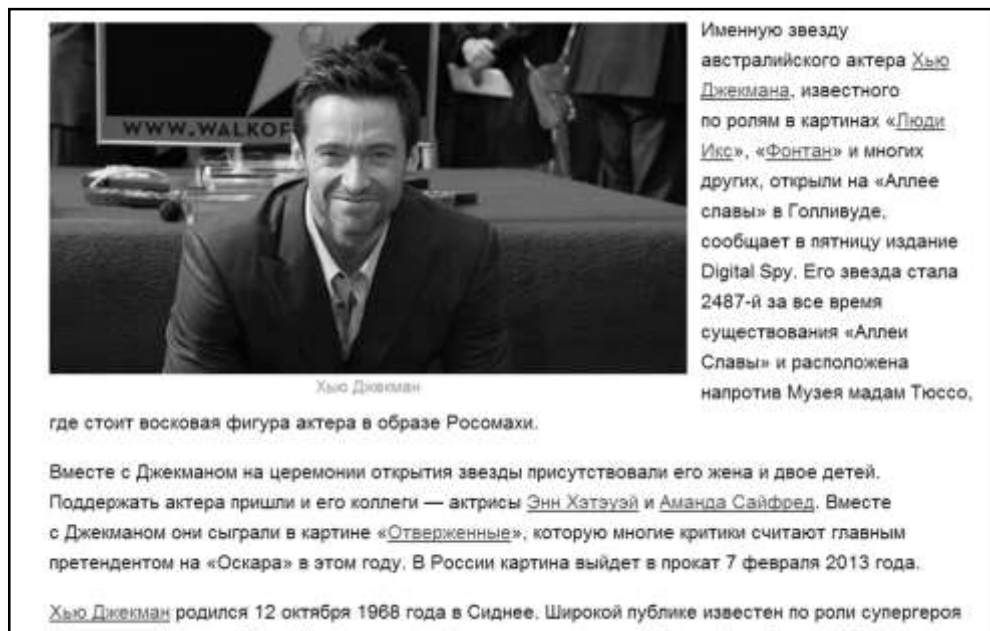 WWW.WALKOF
Хью Джекман
Именную звезду
австралийского актера Хью
Джекмана, известного
по ролям в картинах «Люди
Икс», «Фонтан» и многих
других, открыли на «Аллее
славы» в Голливуде,
сообщает в пятницу издание
Digital Spy. Его звезда стала
2487-й за все время
существования «Аллеи
Славы» и расположена
напротив Музея мадам Тюссо,
где стоит восковая фигура актера в образе Росомахи.
Вместе с Джекманом на церемонии открытия звезды присутствовали его жена и двое детей.
Поддержать актера пришли и его коллеги — актрисы Энн Хэтэуэй и Аманда Сайфред. Вместе
с Джекманом они сыграли в картине «Отверженные», которую многие критики считают главным
претендентом на «Оскара» в этом году. В России картина выйдет в прокат 7 февраля 2013 года.
Хью Джекман родился 12 октября 1968 года в Сиднее. Широкой публике известен по роли супергероя